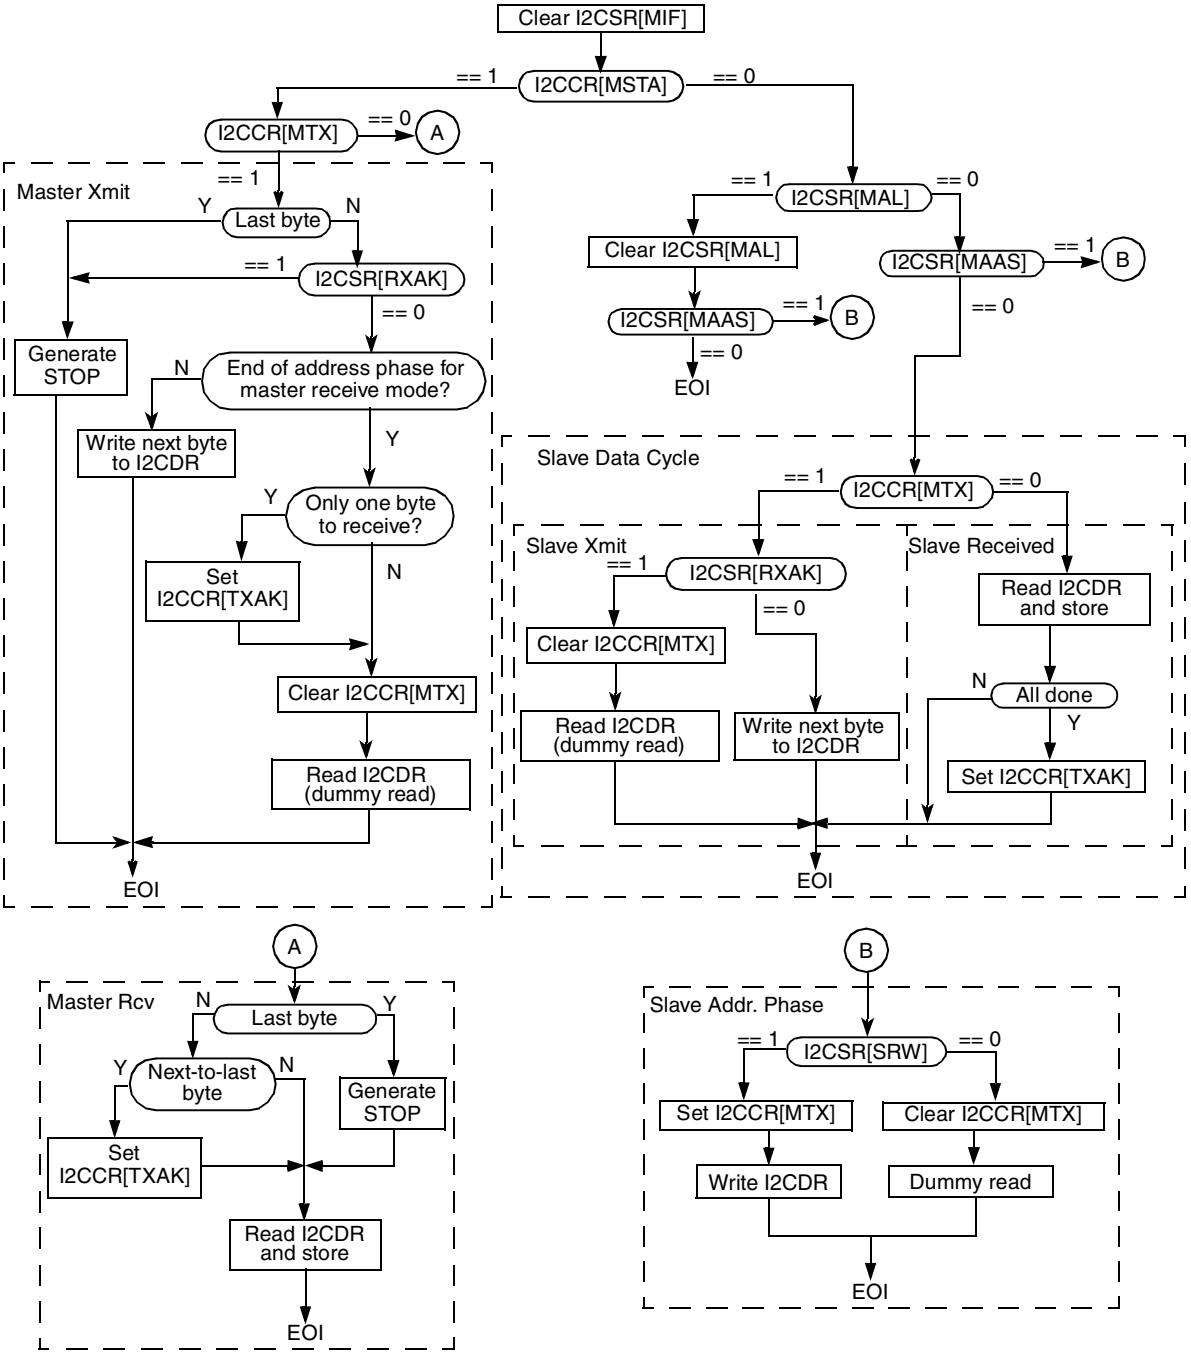 Clear I2CSR[MIF]
== 1
I2CCR[MSTA]
== 0
I2CCR[MTX]
== 0
A
== 1
Master Xmit
Y
Last byte
N
== 1
I2CSR[RXAK]
== 0
Generate
STOP
N
End of address phase for
master receive mode?
Write next byte
to I2CDR
Y
Y
Only one byte
to receive?
Set
I2CCR[TXAK]
N
Clear I2CCR[MTX]
Read I2CDR
(dummy read)
EOI
== 1
I2CSR[MAL]
== 0
Clear I2CSR[MAL]
I2CSR[MAAS]
== 1
B
I2CSR[MAAS]
== 1
B
== 0
EOI
== 0
Slave Data Cycle
== 1
I2CCR[MTX]
== 0
Slave Xmit
== 1
I2CSR[RXAK]
== 0
Clear I2CCR[MTX]
Read I2CDR
(dummy read)
Write next byte
to I2CDR
Slave Received
Read I2CDR
and store
N
All done
Y
Set I2CCR[TXAK]
EOI
A
Master Rcv
N
Last byte
Y
Y
Next-to-last
byte
N
Generate
STOP
Set
I2CCR[TXAK]
Read I2CDR
and store
EOI
B
Slave Addr. Phase
== 1
I2CSR[SRW]
== 0
Set I2CCR[MTX]
Clear I2CCR[MTX]
Write I2CDR
Dummy read
EOI